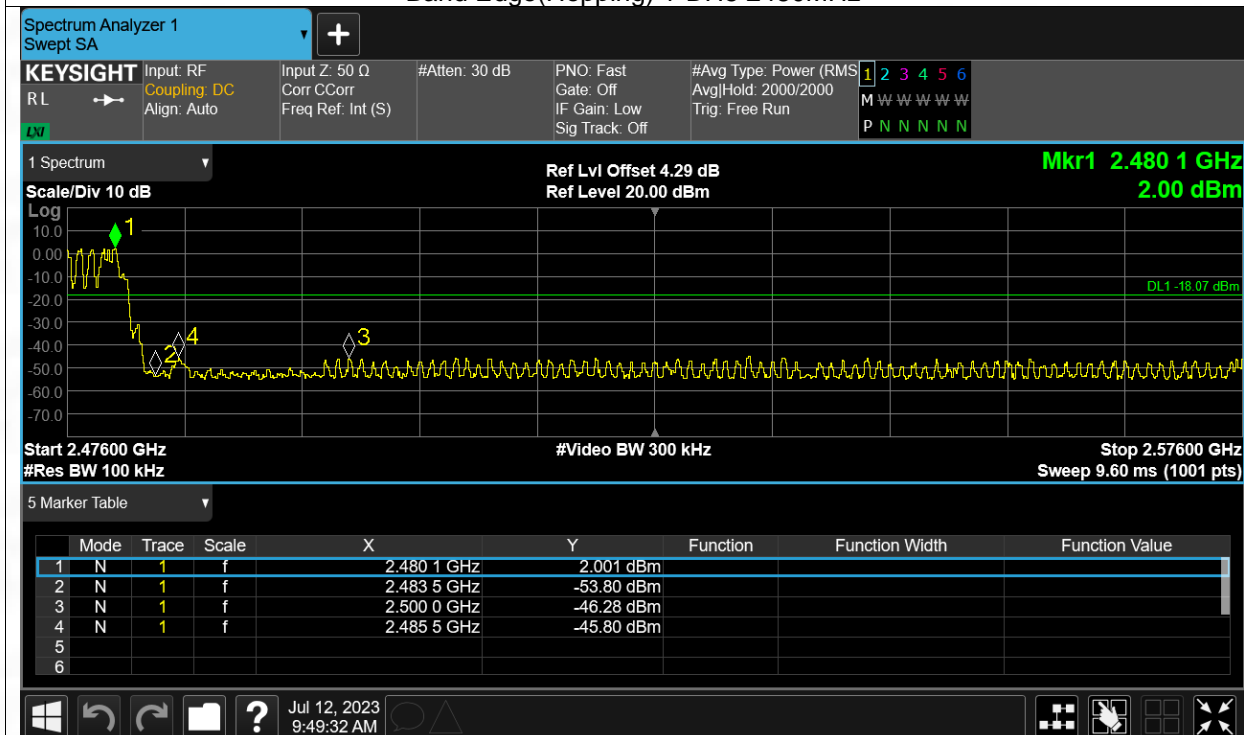 Spectrum Analyzer 1
Swept SA
+
KEYSIGHT
RL
LXI
Input: RF
Coupling: DC
Align: Auto
Input Z: 50 Ω
Corr CCorr
Freq Ref: Int (S)
#Atten: 30 dB
PNO: Fast
Gate: Off
IF Gain: Low
Sig Track: Off
#Avg Type: Power (RMS
Avg|Hold: 2000/2000
Trig: Free Run
1 2 3 4 5 6
M W W W W W
P N N N N N
1 Spectrum
Scale/Div 10 dB
Ref Lvl Offset 4.29 dB
Ref Level 20.00 dBm
Mkr1 2.480 1 GHz
2.00 dBm
Log
10.0
0.00
-10.0
-20.0
-30.0
-40.0
-50.0
-60.0
-70.0
1
2
4
3
DL1 -18.07 dBm
Start 2.47600 GHz
#Video BW 300 kHz
Stop 2.57600 GHz
#Res BW 100 kHz
Sweep 9.60 ms (1001 pts)
5 Marker Table
Mode Trace Scale X Y Function Function Width Function Value
1 N 1 f 2.480 1 GHz 2.001 dBm
2 N 1 f 2.483 5 GHz -53.80 dBm
3 N 1 f 2.500 0 GHz -46.28 dBm
4 N 1 f 2.485 5 GHz -45.80 dBm
5
6
?
Jul 12, 2023
9:49:32 AM